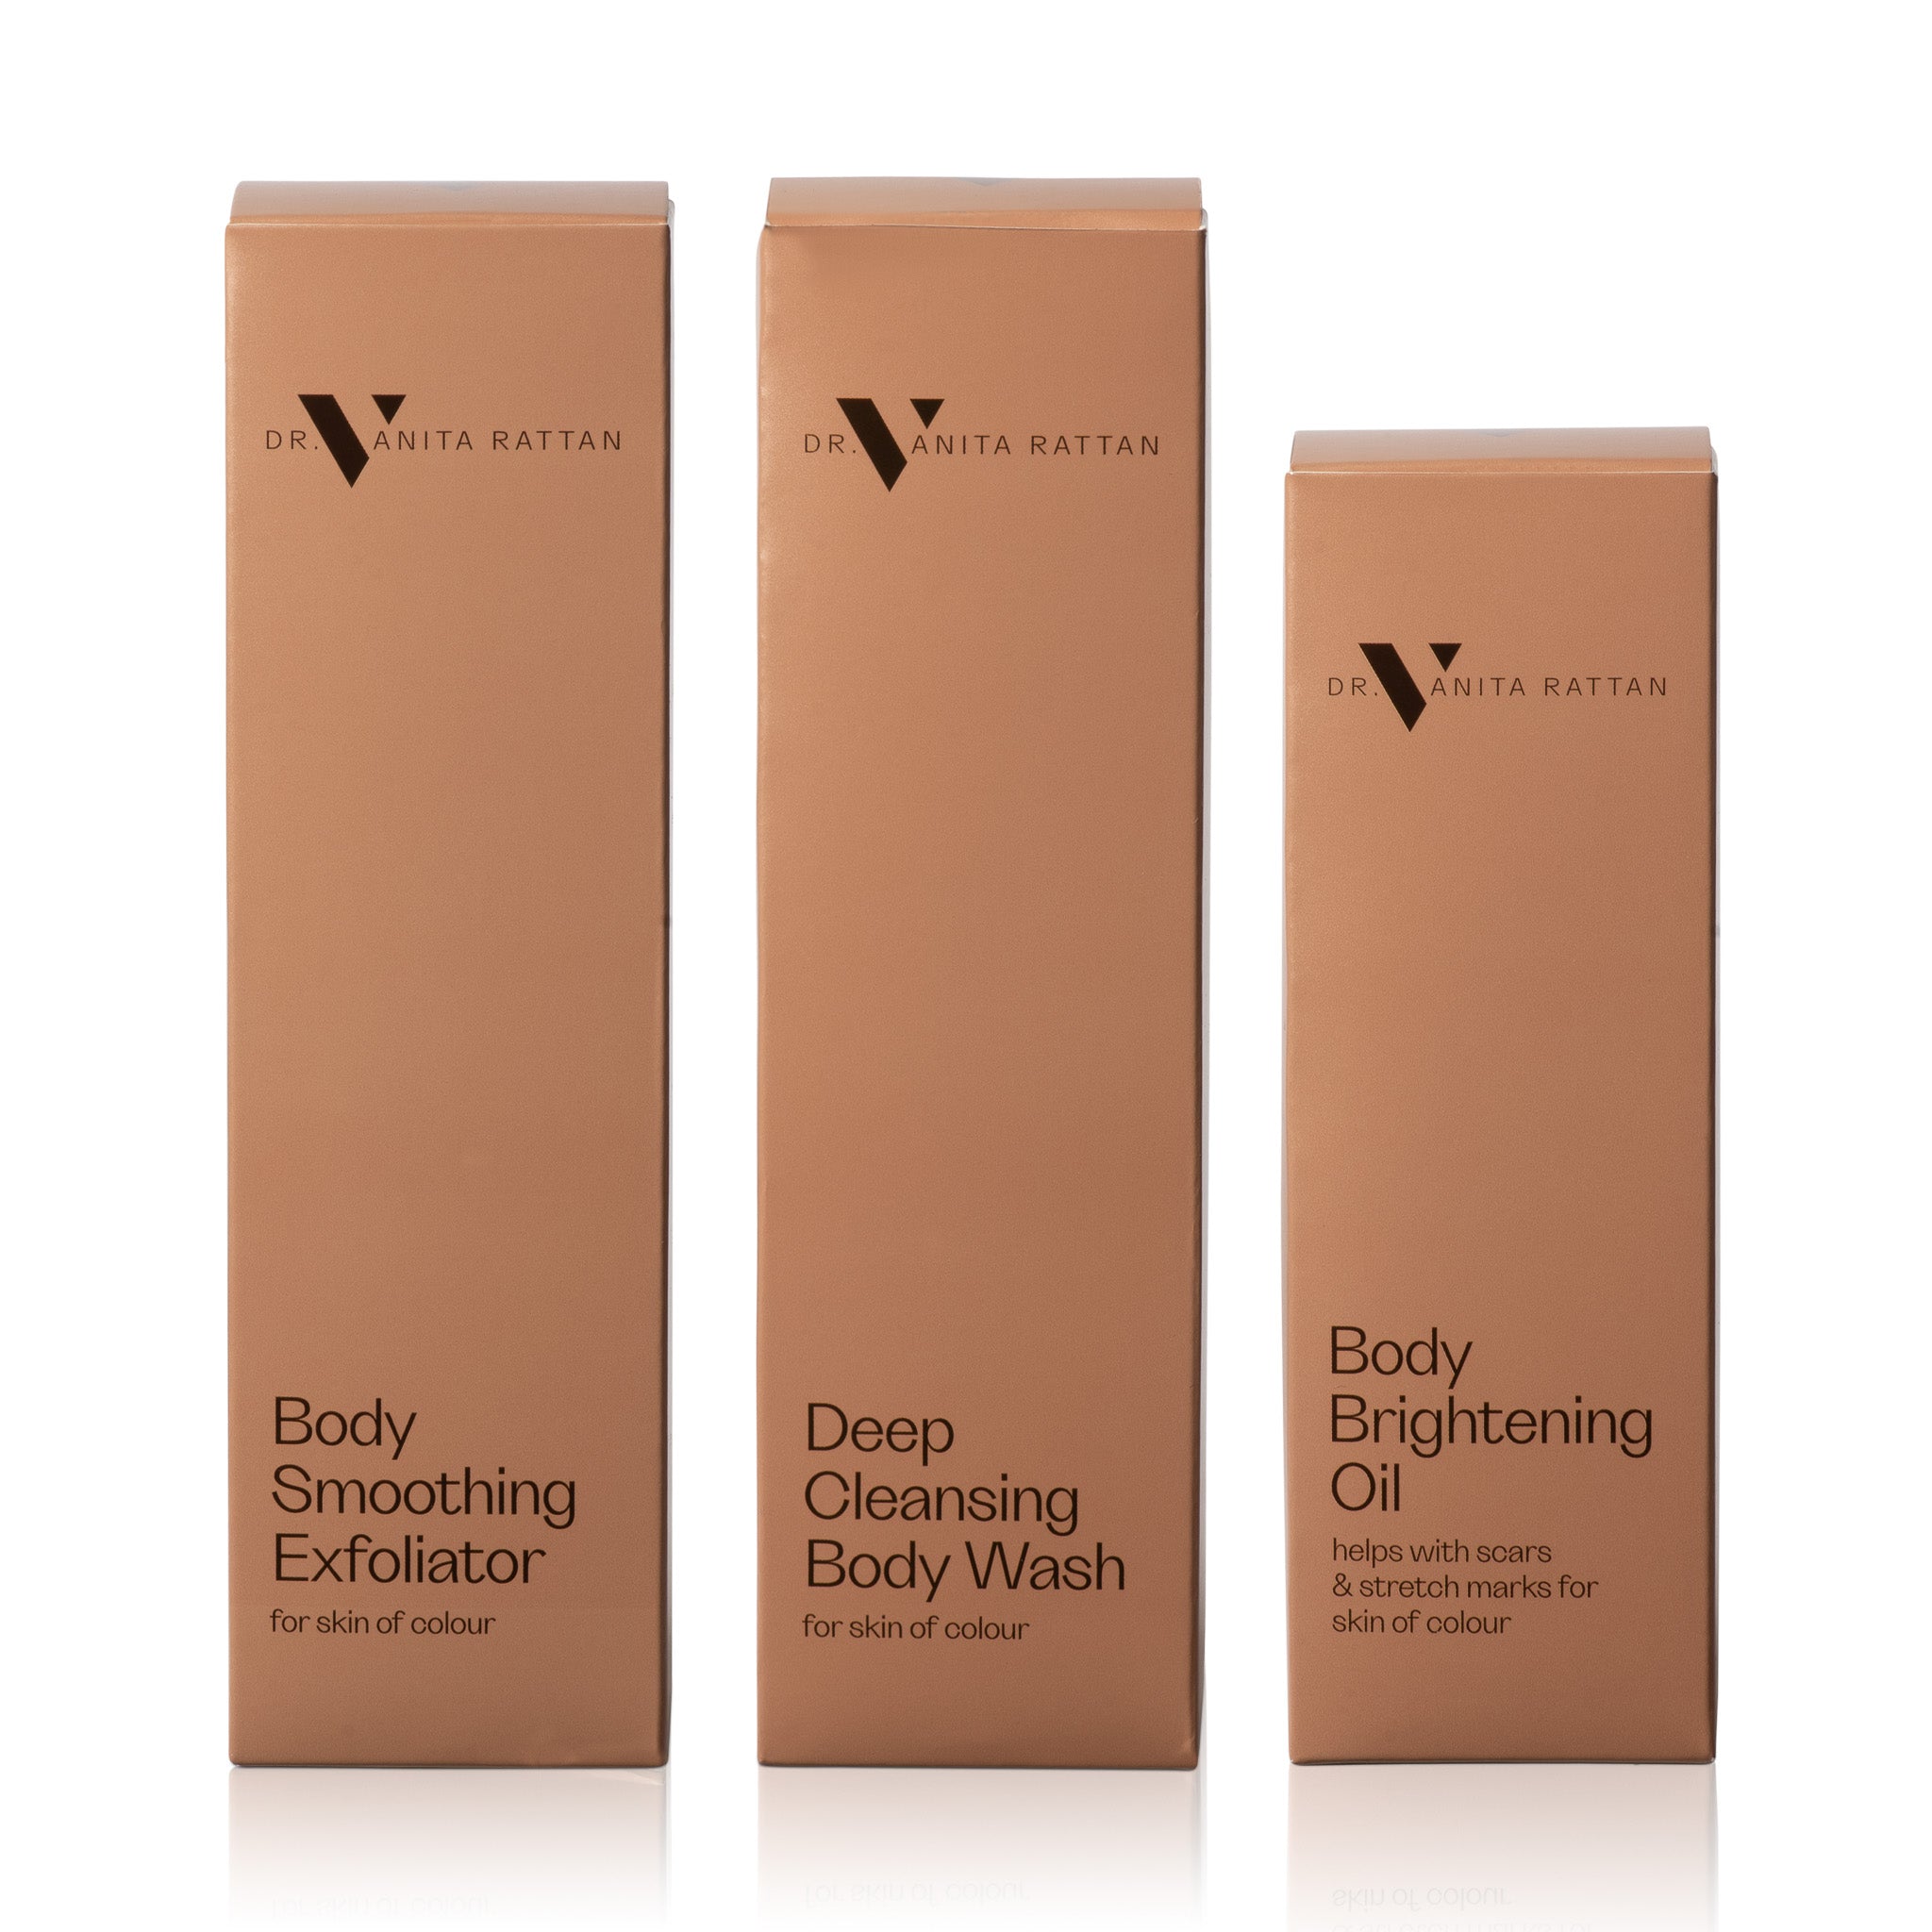 DR. VANITA RATTAN
Body
Smoothing
Exfoliator
for skin of colour
DR. VANITA RATTAN
Deep
Cleansing
Body Wash
for skin of colour
DR. VANITA RATTAN
Body
Brightening
Oil
helps with scars
& stretch marks for
skin of colour